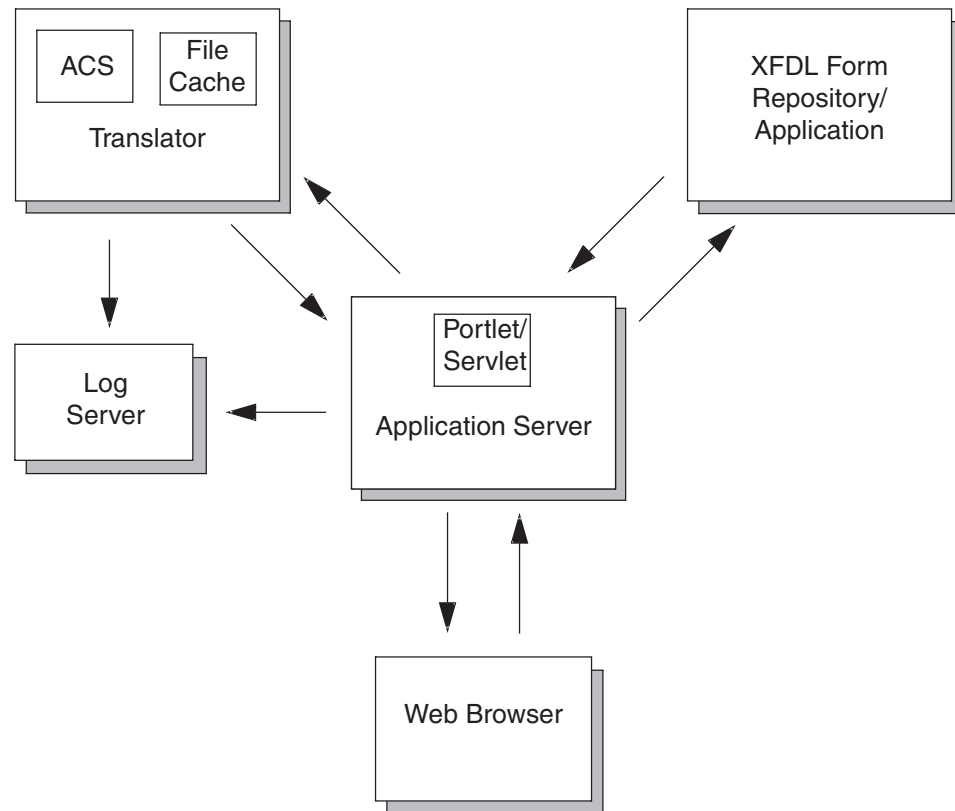 ACS
File
Cache
Translator
XFDL Form
Repository/
Application
Portlet/
Servlet
Application Server
Log
Server
Web Browser